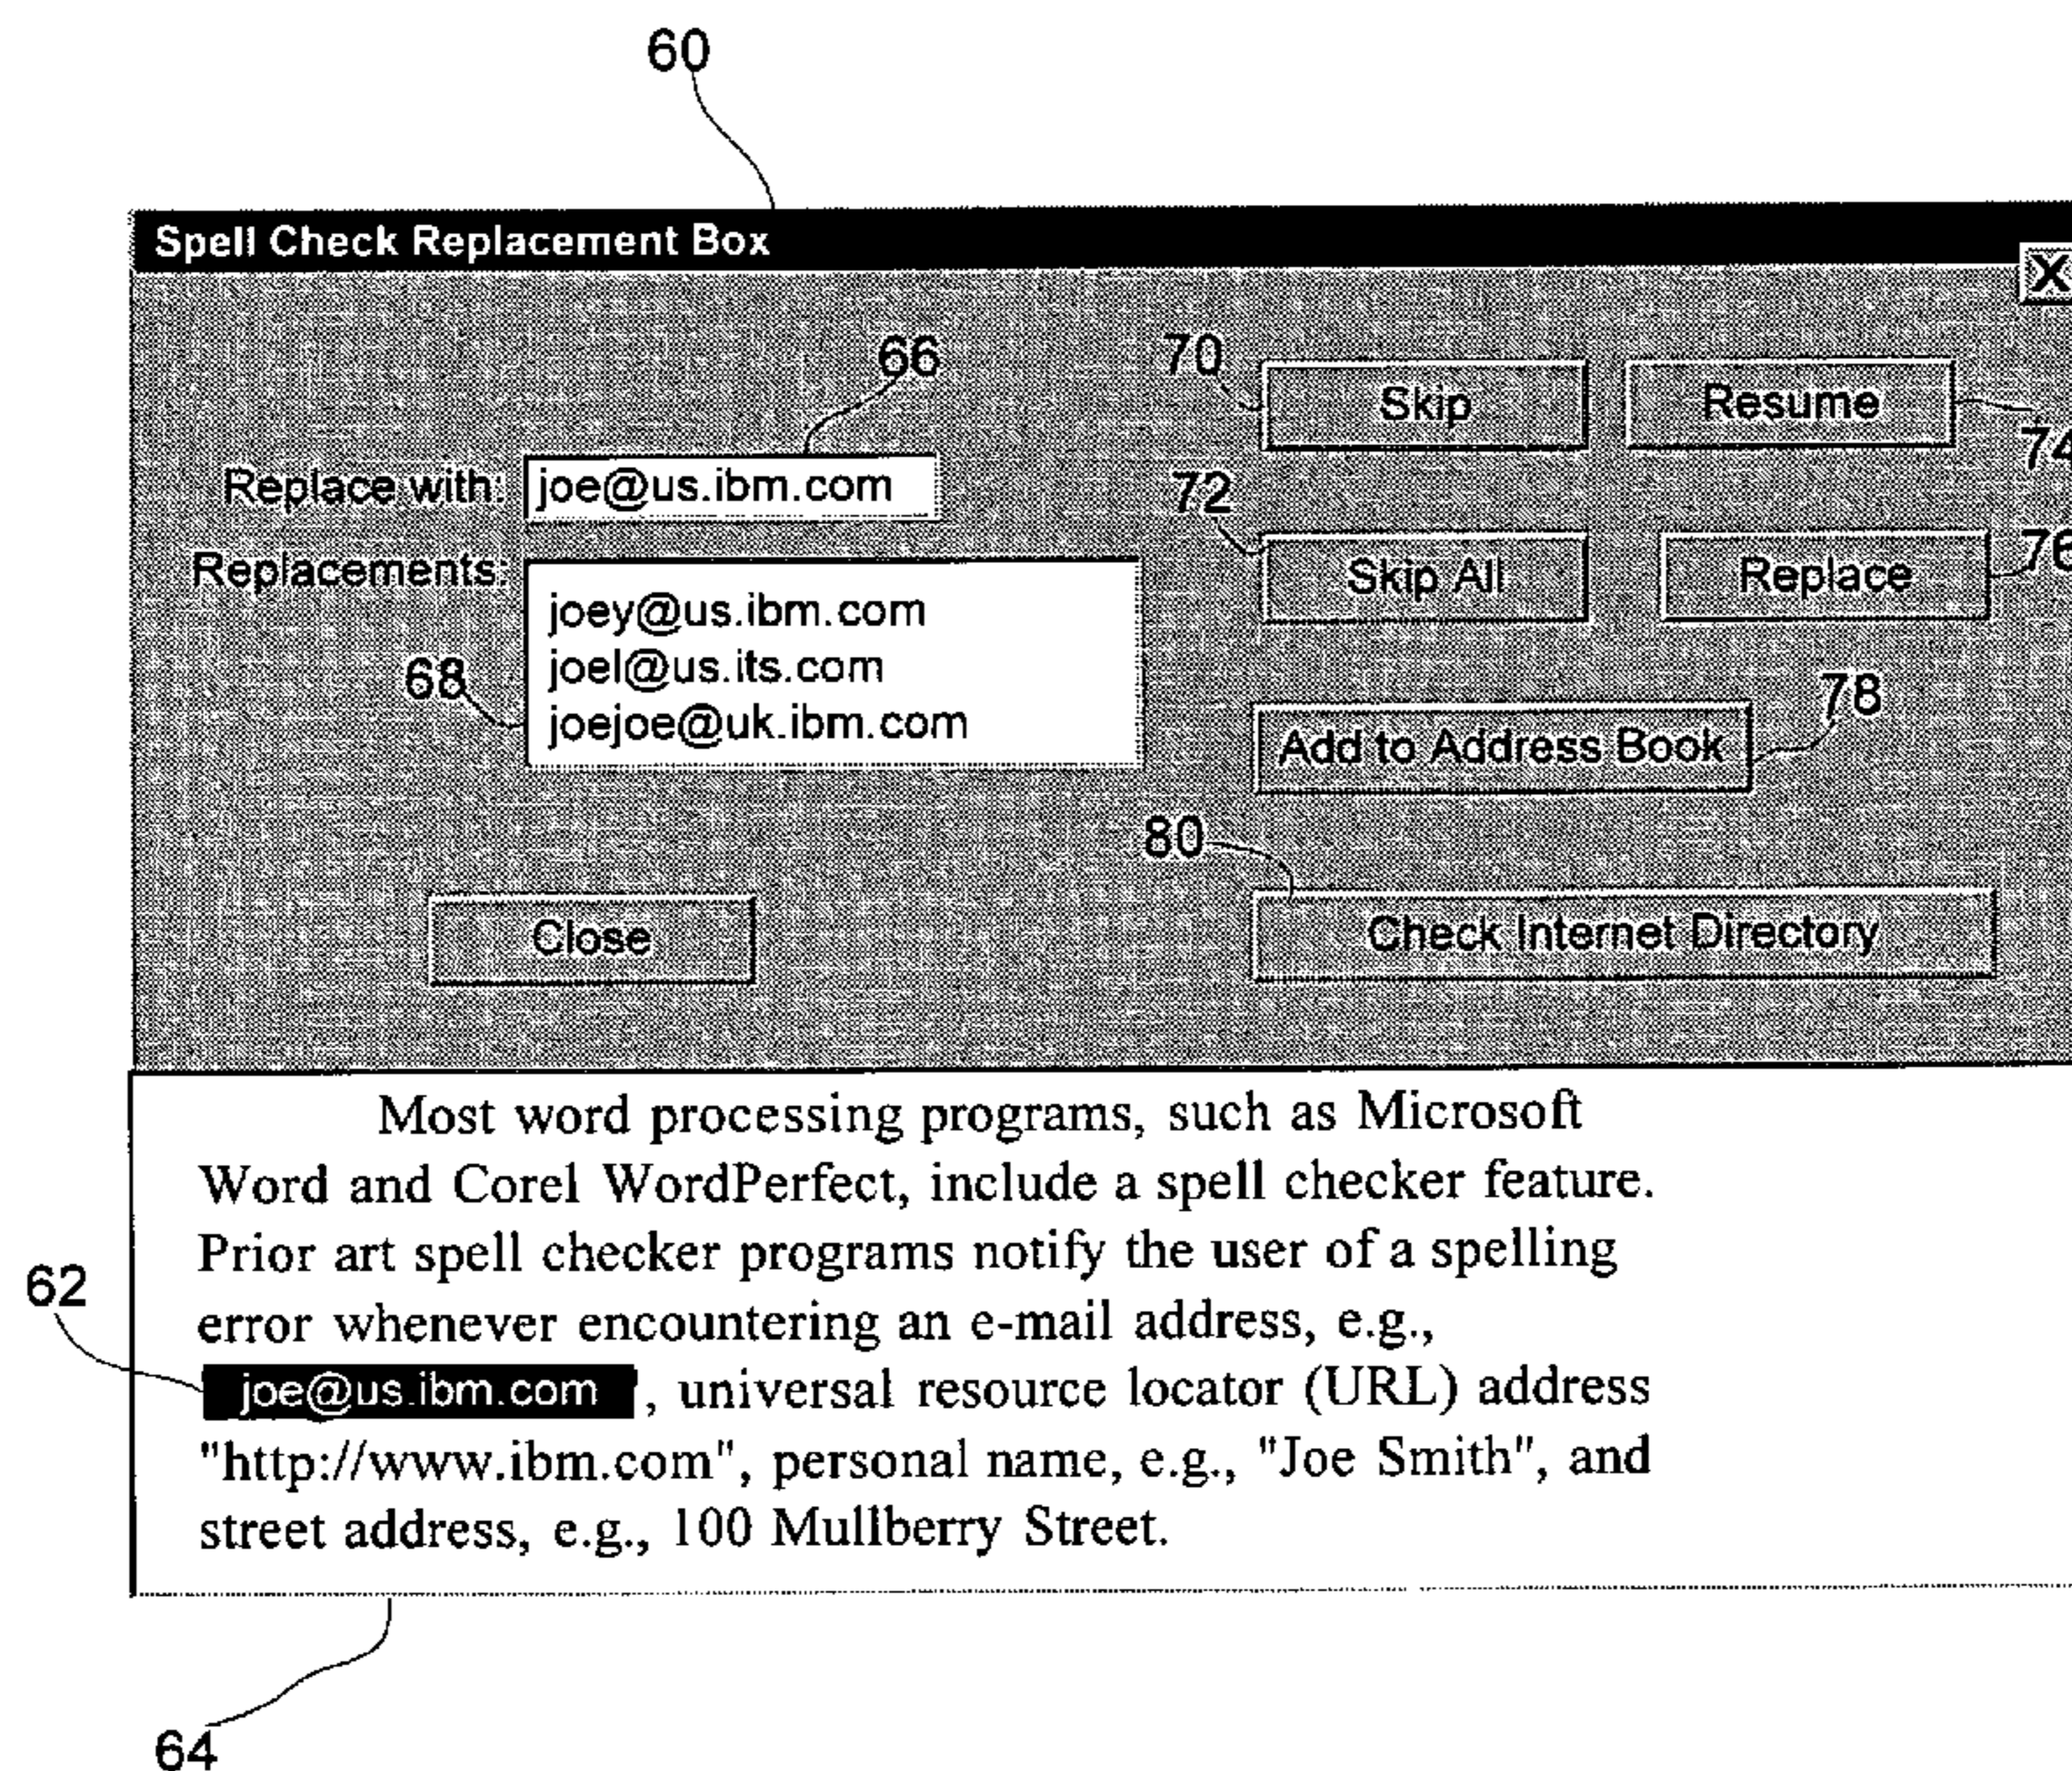 60
Spell Check Replacement Box
X
66
70
Skip
Resume
74
Replace with:
joe@us.ibm.com
72
Skip All
Replace
76
Replacements:
joey@us.ibm.com
joel@us.its.com
joejoe@uk.ibm.com
68
78
Add to Address Book
80
Close
Check Internet Directory
Most word processing programs, such as Microsoft
Word and Corel WordPerfect, include a spell checker feature.
Prior art spell checker programs notify the user of a spelling
error whenever encountering an e-mail address, e.g.,
62
joe@us.ibm.com , universal resource locator (URL) address
"http://www.ibm.com", personal name, e.g., "Joe Smith", and
street address, e.g., 100 Mullberry Street.
64